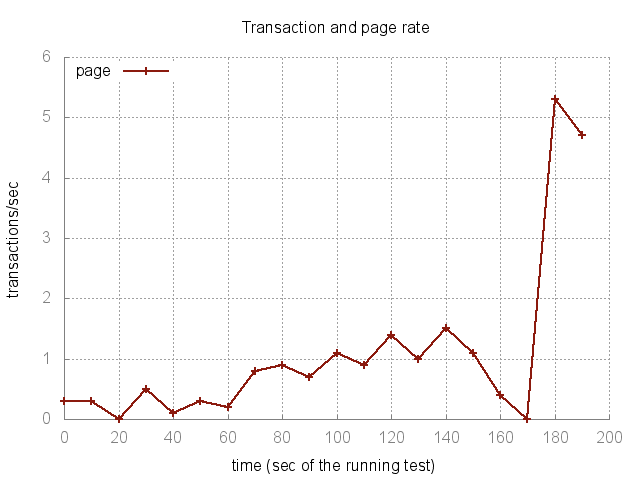 Transaction and page rate
6
page
5
4
3
2
1
0
transactions/sec
0 20 40 60 80 100 120 140 160 180 200
time (sec of the running test)